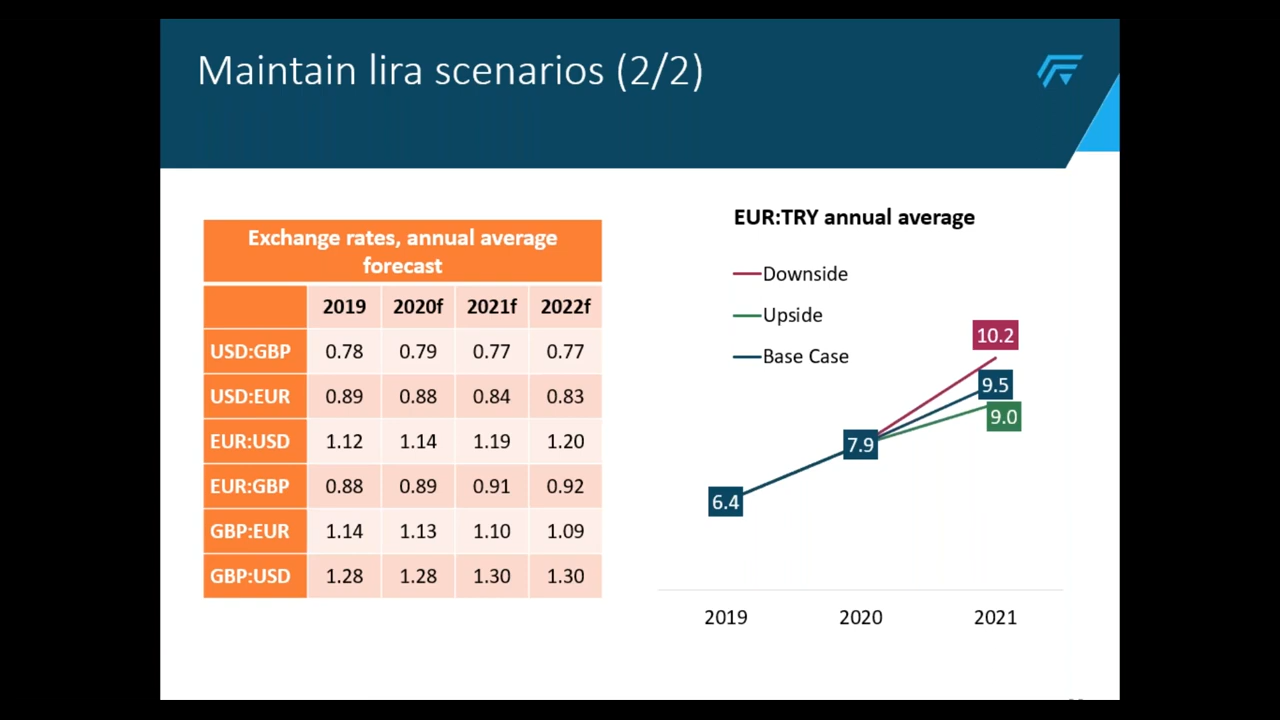 Maintain lira scenarios (2/2)
Exchange rates, annual average
forecast
2019 2020f 2021f 2022f
USD:GBP 0.78 0.79 0.77 0.77
USD:EUR 0.89 0.88 0.84 0.83
EUR:USD 1.12 1.14 1.19 1.20
EUR:GBP 0.88 0.89 0.91 0.92
GBP:EUR 1.14 1.13 1.10 1.09
GBP:USD 1.28 1.28 1.30 1.30
EUR:TRY annual average
Downside
Upside
Base Case
10.2
9.5
9.0
7.9
6.4
2019 2020 2021